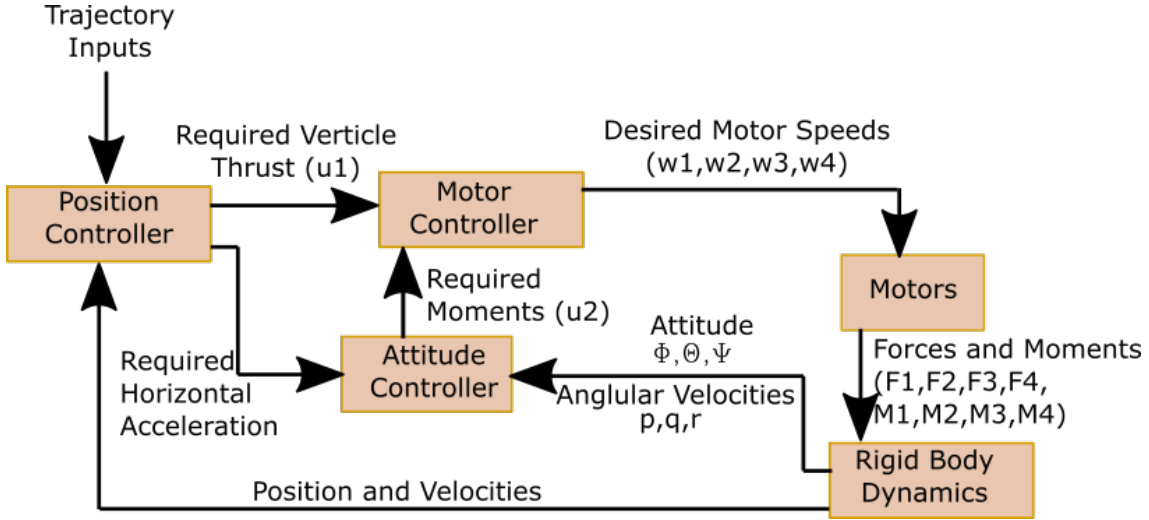 Trajectory
Inputs
Required Verticle
Thrust (u1)
Desired Motor Speeds
(w1,w2,w3,w4)
Position
Controller
Motor
Controller
Motors
Required
Moments (u2)
Attitude
Φ,Θ,Ψ
Attitude
Controller
Anglular Velocities
p,q,r
Forces and Moments
(F1,F2,F3,F4,
M1,M2,M3,M4)
Required
Horizontal
Acceleration
Rigid Body
Dynamics
Position and Velocities